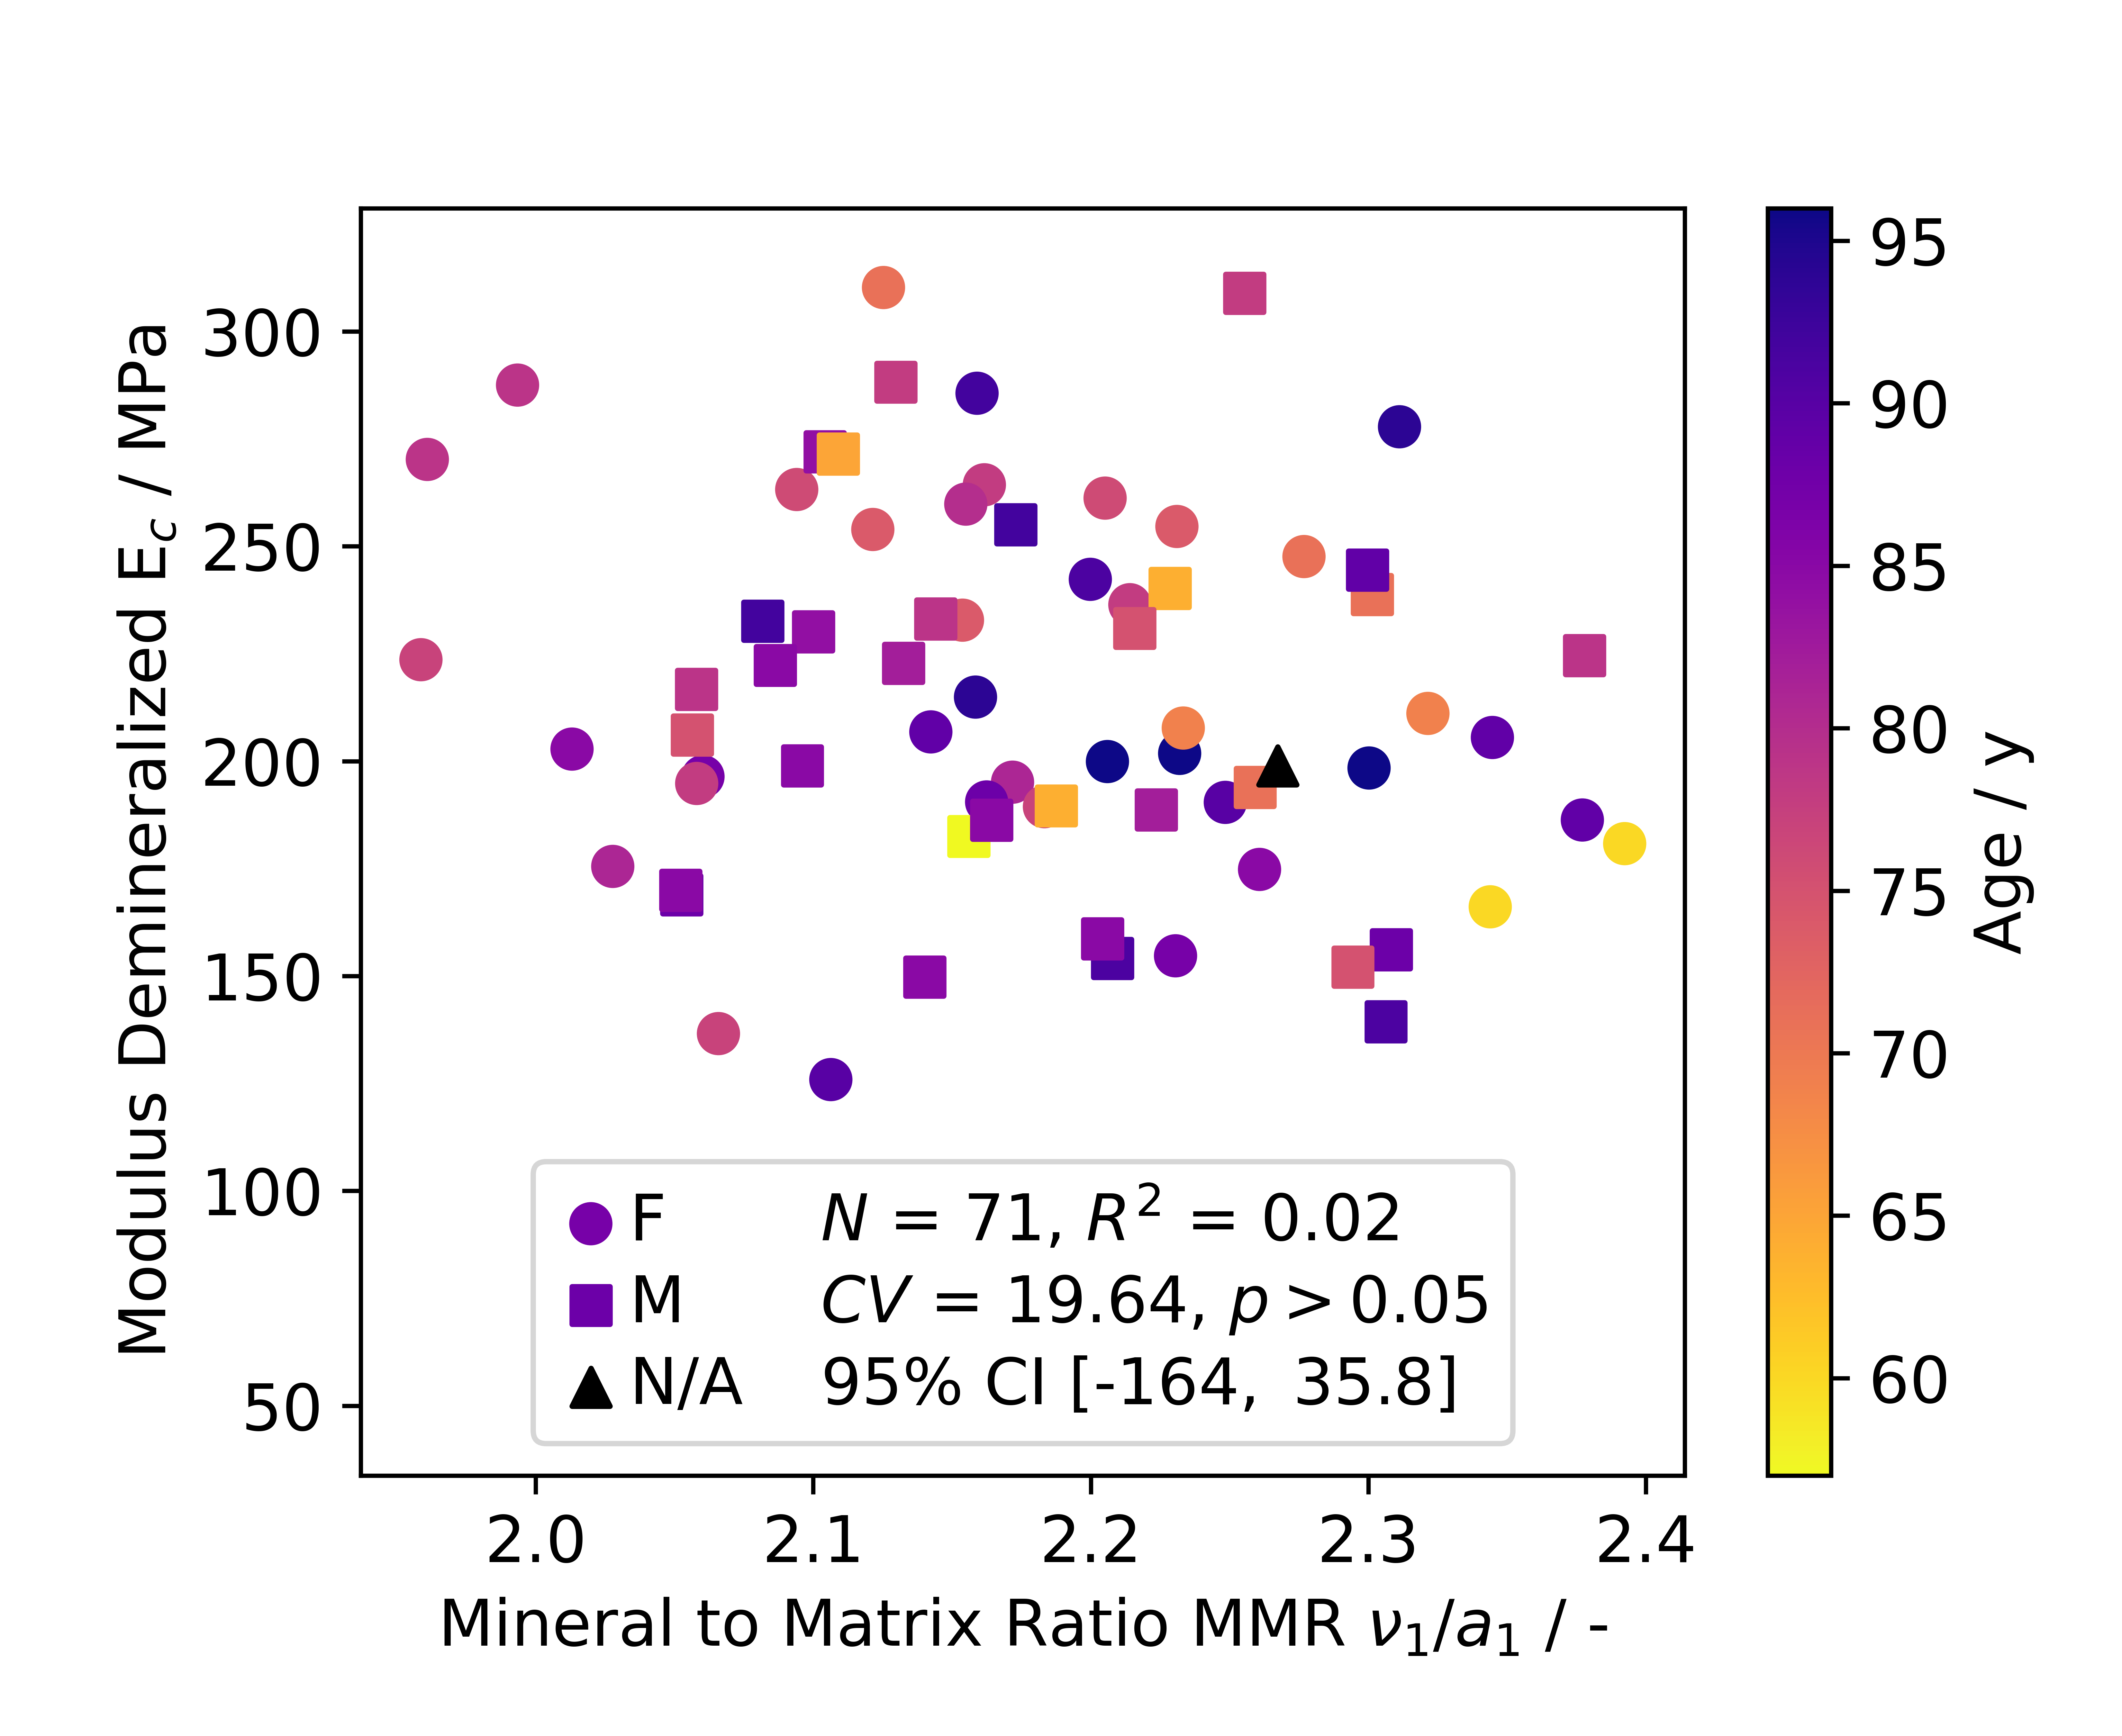 Modulus Demineralized E_c / MPa
300
250
200
150
100
50
F N = 71, R² = 0.02
M CV = 19.64, p > 0.05
N/A 95% CI [-164, 35.8]
2.0 2.1 2.2 2.3 2.4
Mineral to Matrix Ratio MMR ν₁/a₁ / -
95
90
85
80
75
70
65
60
Age / y